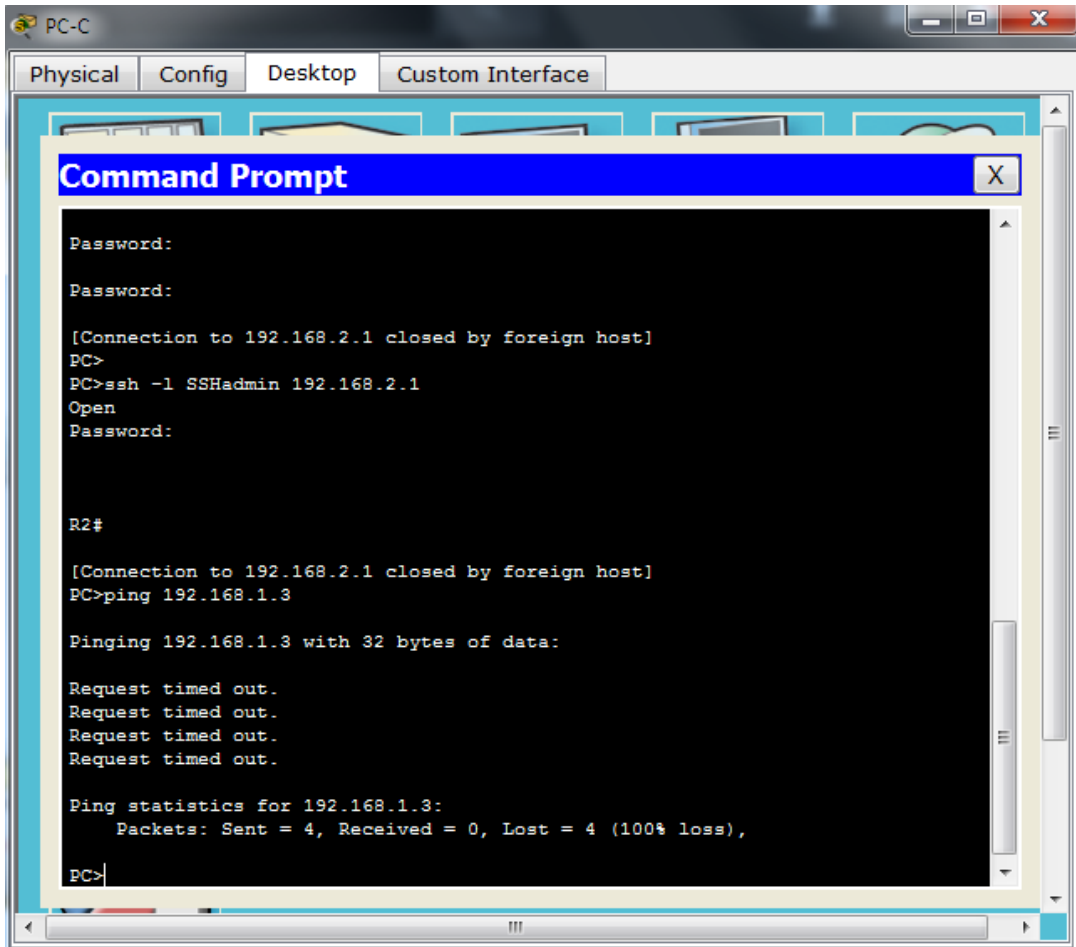 PC-C
Physical Config Desktop Custom Interface
Command Prompt X
Password:
Password:
[Connection to 192.168.2.1 closed by foreign host]
PC>
PC>ssh -l SSHadmin 192.168.2.1
Open
Password:
R2#
[Connection to 192.168.2.1 closed by foreign host]
PC>ping 192.168.1.3
Pinging 192.168.1.3 with 32 bytes of data:
Request timed out.
Request timed out.
Request timed out.
Request timed out.
Ping statistics for 192.168.1.3:
    Packets: Sent = 4, Received = 0, Lost = 4 (100% loss),
PC>